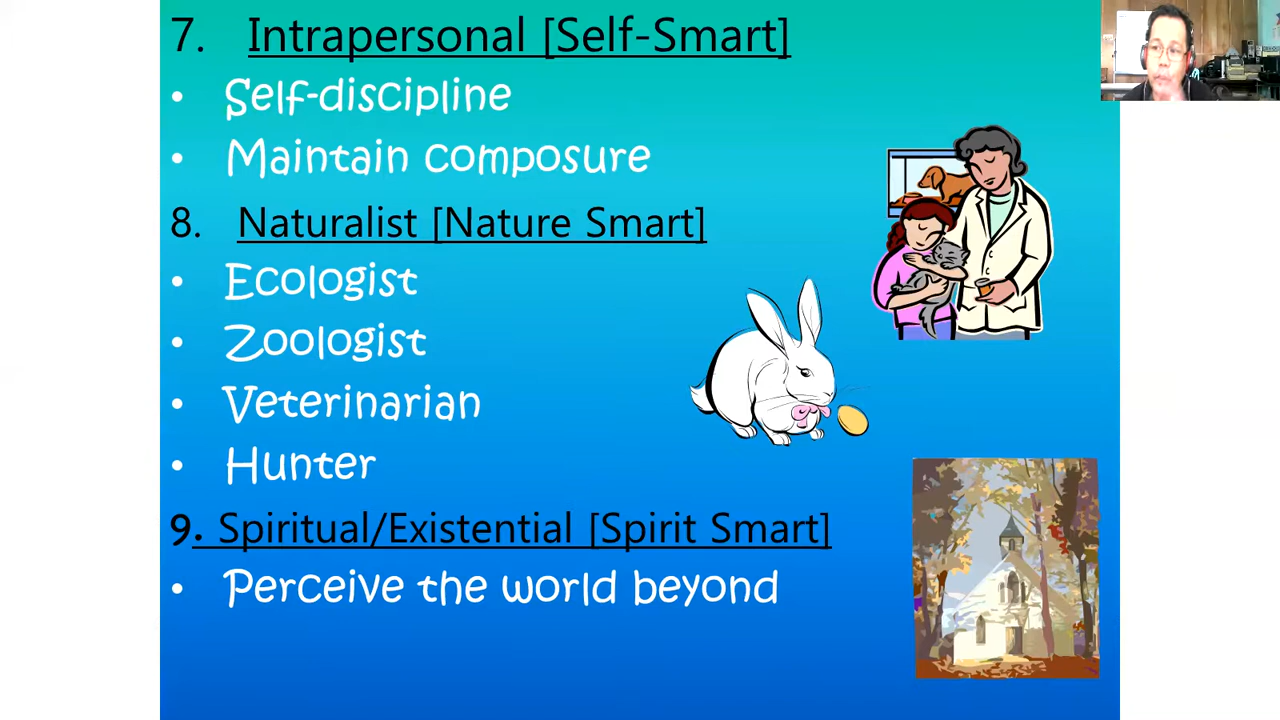 7. Intrapersonal [Self-Smart]
• Self-discipline
• Maintain composure
8. Naturalist [Nature Smart]
• Ecologist
• Zoologist
• Veterinarian
• Hunter
9. Spiritual/Existential [Spirit Smart]
• Perceive the world beyond